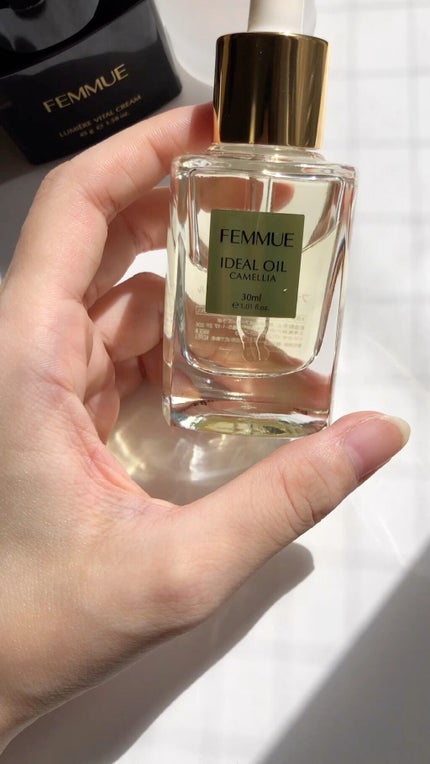 FEMMUE
LUMIÈRE VITAL CREAM
FEMMUE
IDEAL OIL
CAMELLIA
30ml
e 1.01 fl.oz.